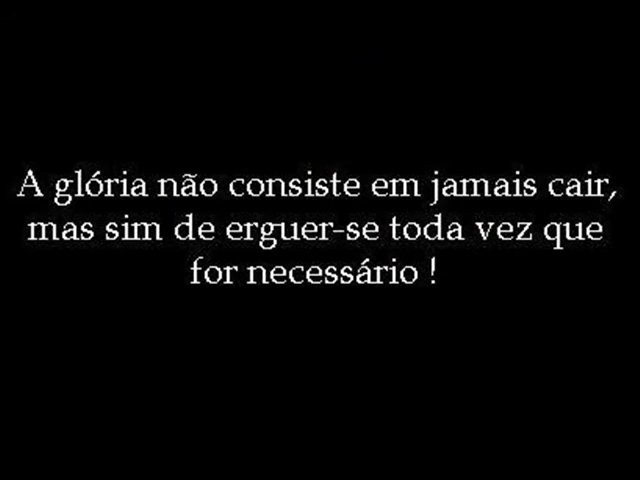 A glória não consiste em jamais cair,
mas sim de erguer-se toda vez que
for necessário !